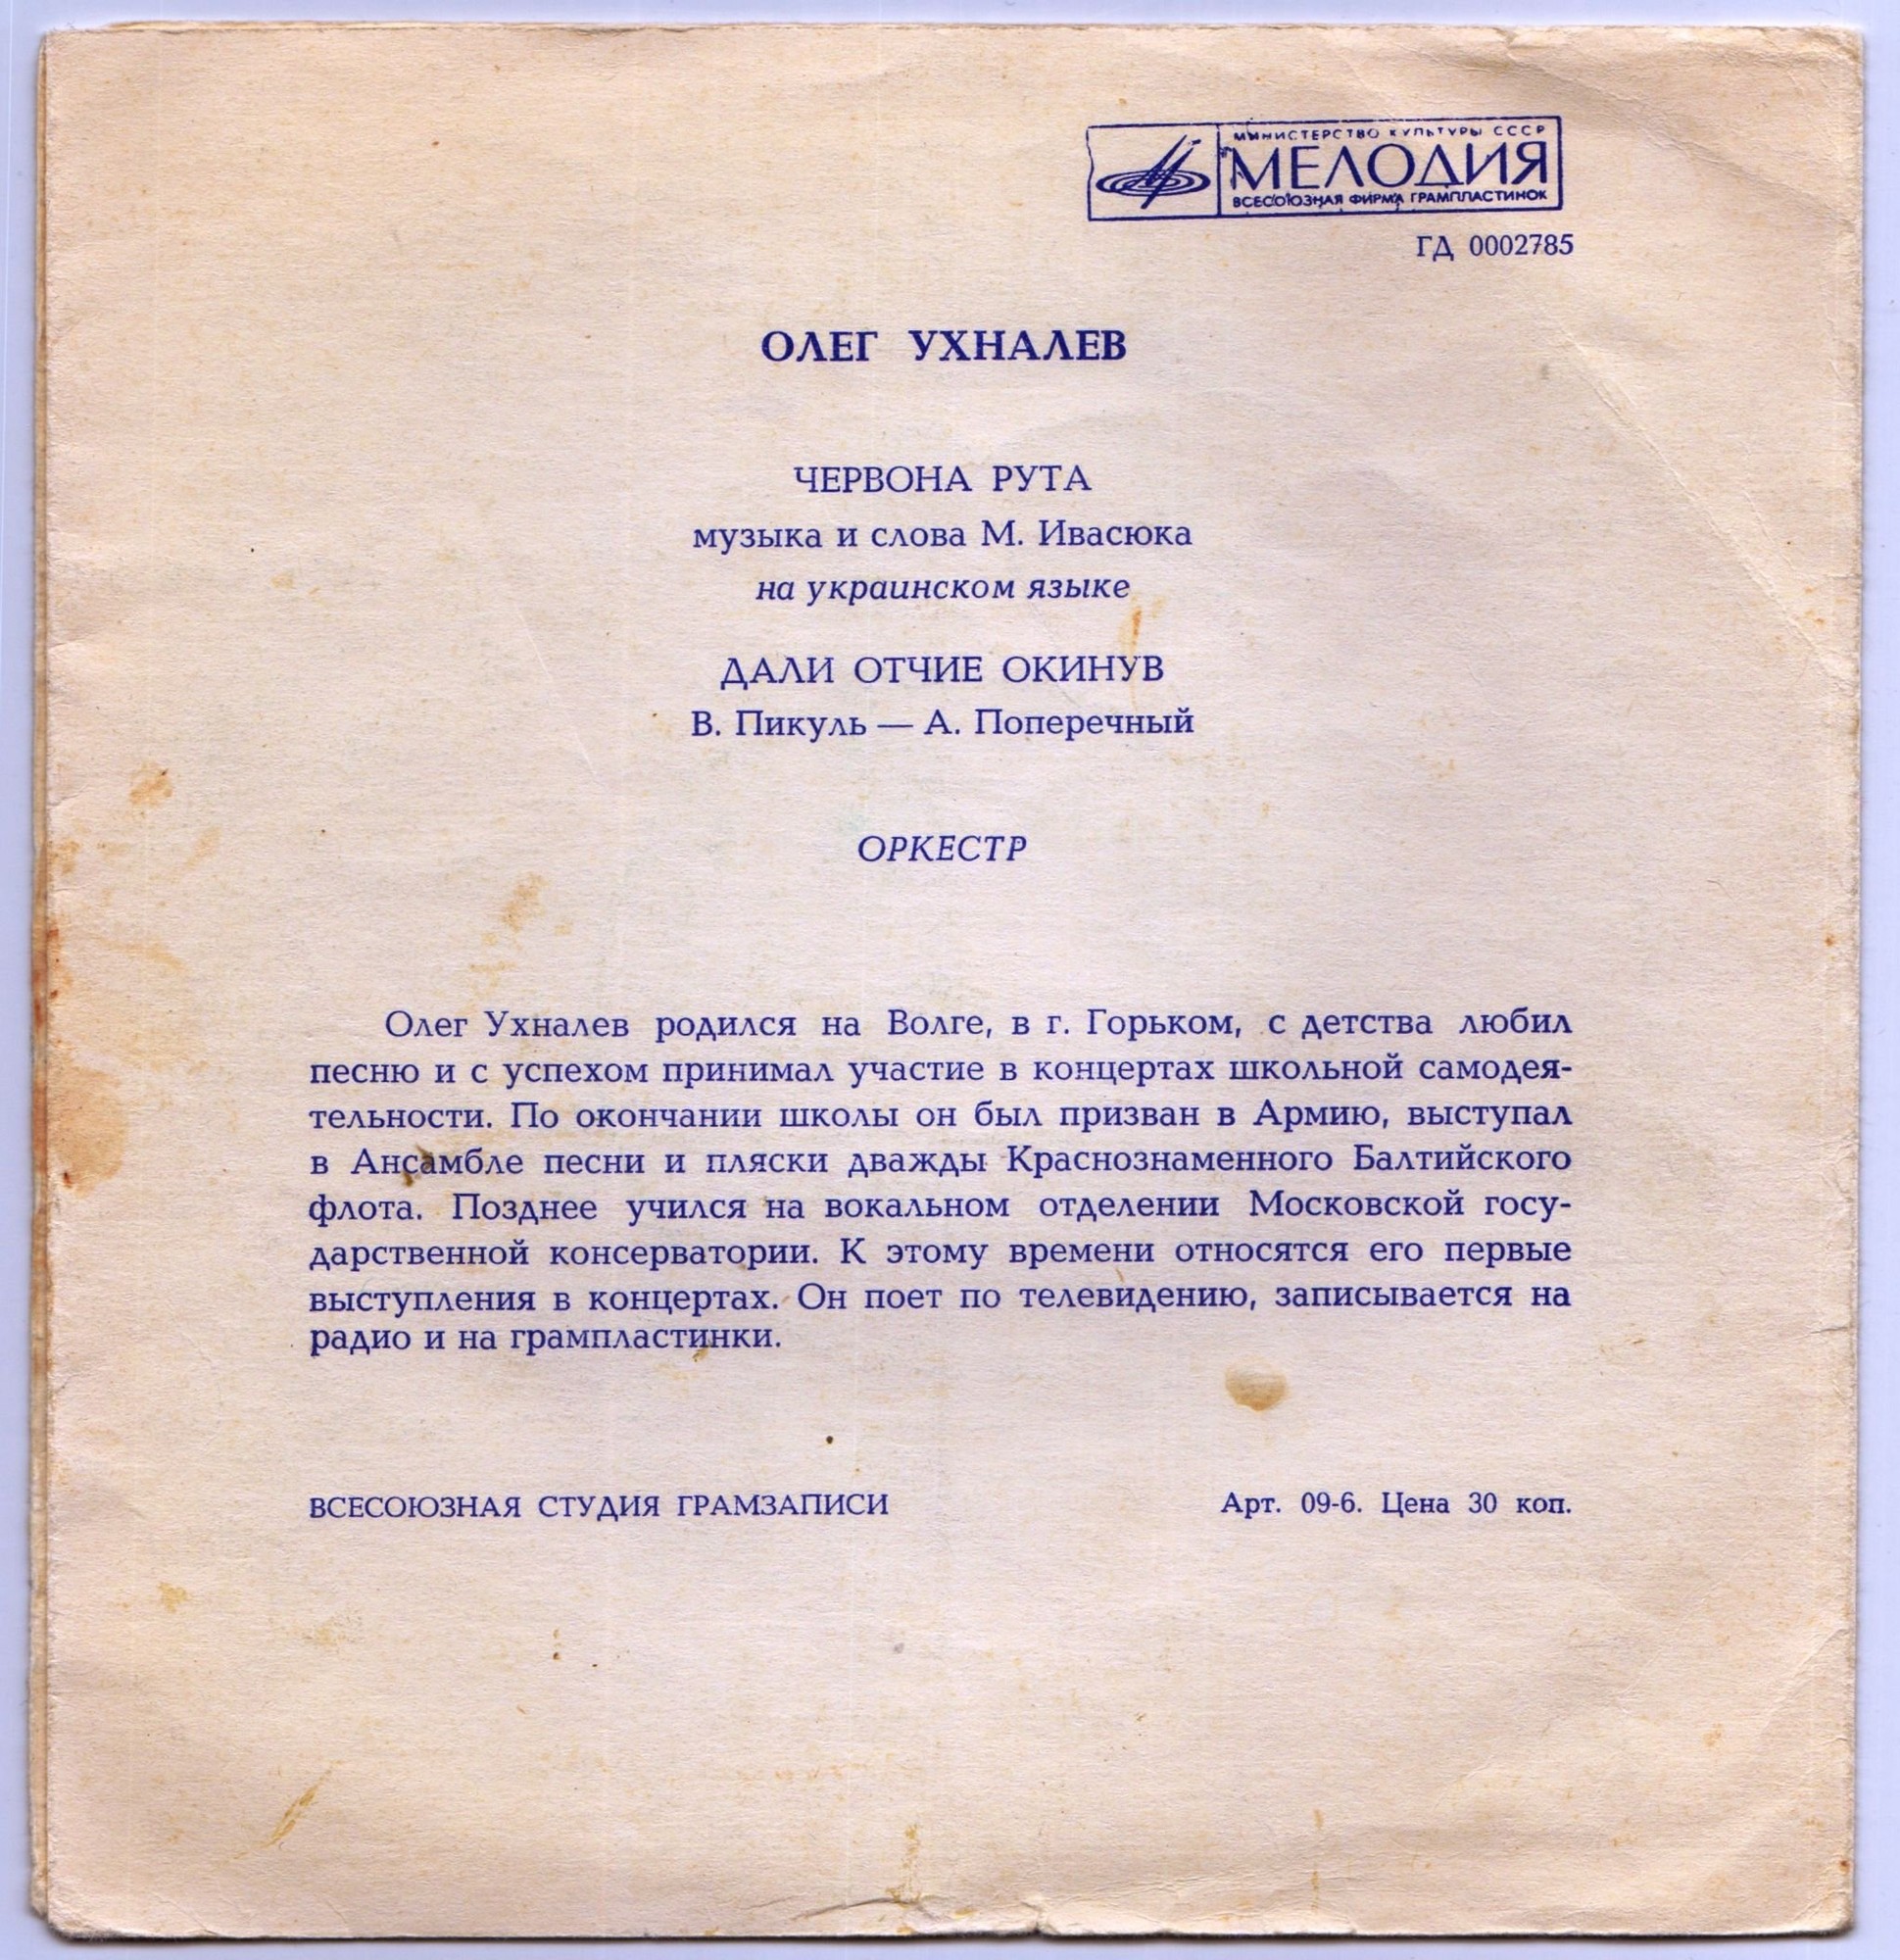 МИНИСТЕРСТВО КУЛЬТУРЫ СССР
МЕЛОДИЯ
ВСЕСОЮЗНАЯ ФИРМА ГРАМПЛАСТИНОК
ГД 0002785
ОЛЕГ УХНАЛЕВ
ЧЕРВОНА РУТА
музыка и слова М. Ивасюка
на украинском языке
ДАЛИ ОТЧИЕ ОКИНУВ
В. Пикуль — А. Поперечный
ОРКЕСТР
Олег Ухналев родился на Волге, в г. Горьком, с детства любил
песню и с успехом принимал участие в концертах школьной самодея-
тельности. По окончании школы он был призван в Армию, выступал
в Ансамбле песни и пляски дважды Краснознаменного Балтийского
флота. Позднее учился на вокальном отделении Московской госу-
дарственной консерватории. К этому времени относятся его первые
выступления в концертах. Он поет по телевидению, записывается на
радио и на грампластинки.
ВСЕСОЮЗНАЯ СТУДИЯ ГРАМЗАПИСИ
Арт. 09-6. Цена 30 коп.